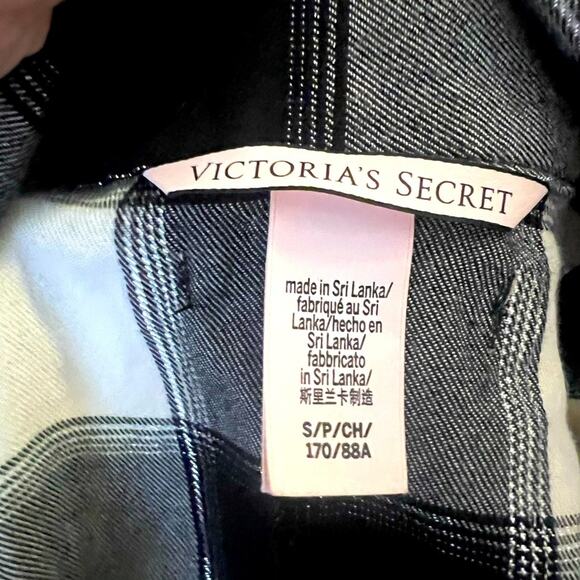 VICTORIA'S SECRET
made in Sri Lanka/
fabriqué au Sri
Lanka/hecho en
Sri Lanka/
fabbricato
in Sri Lanka/
斯里兰卡制造
S/P/CH/
170/88A